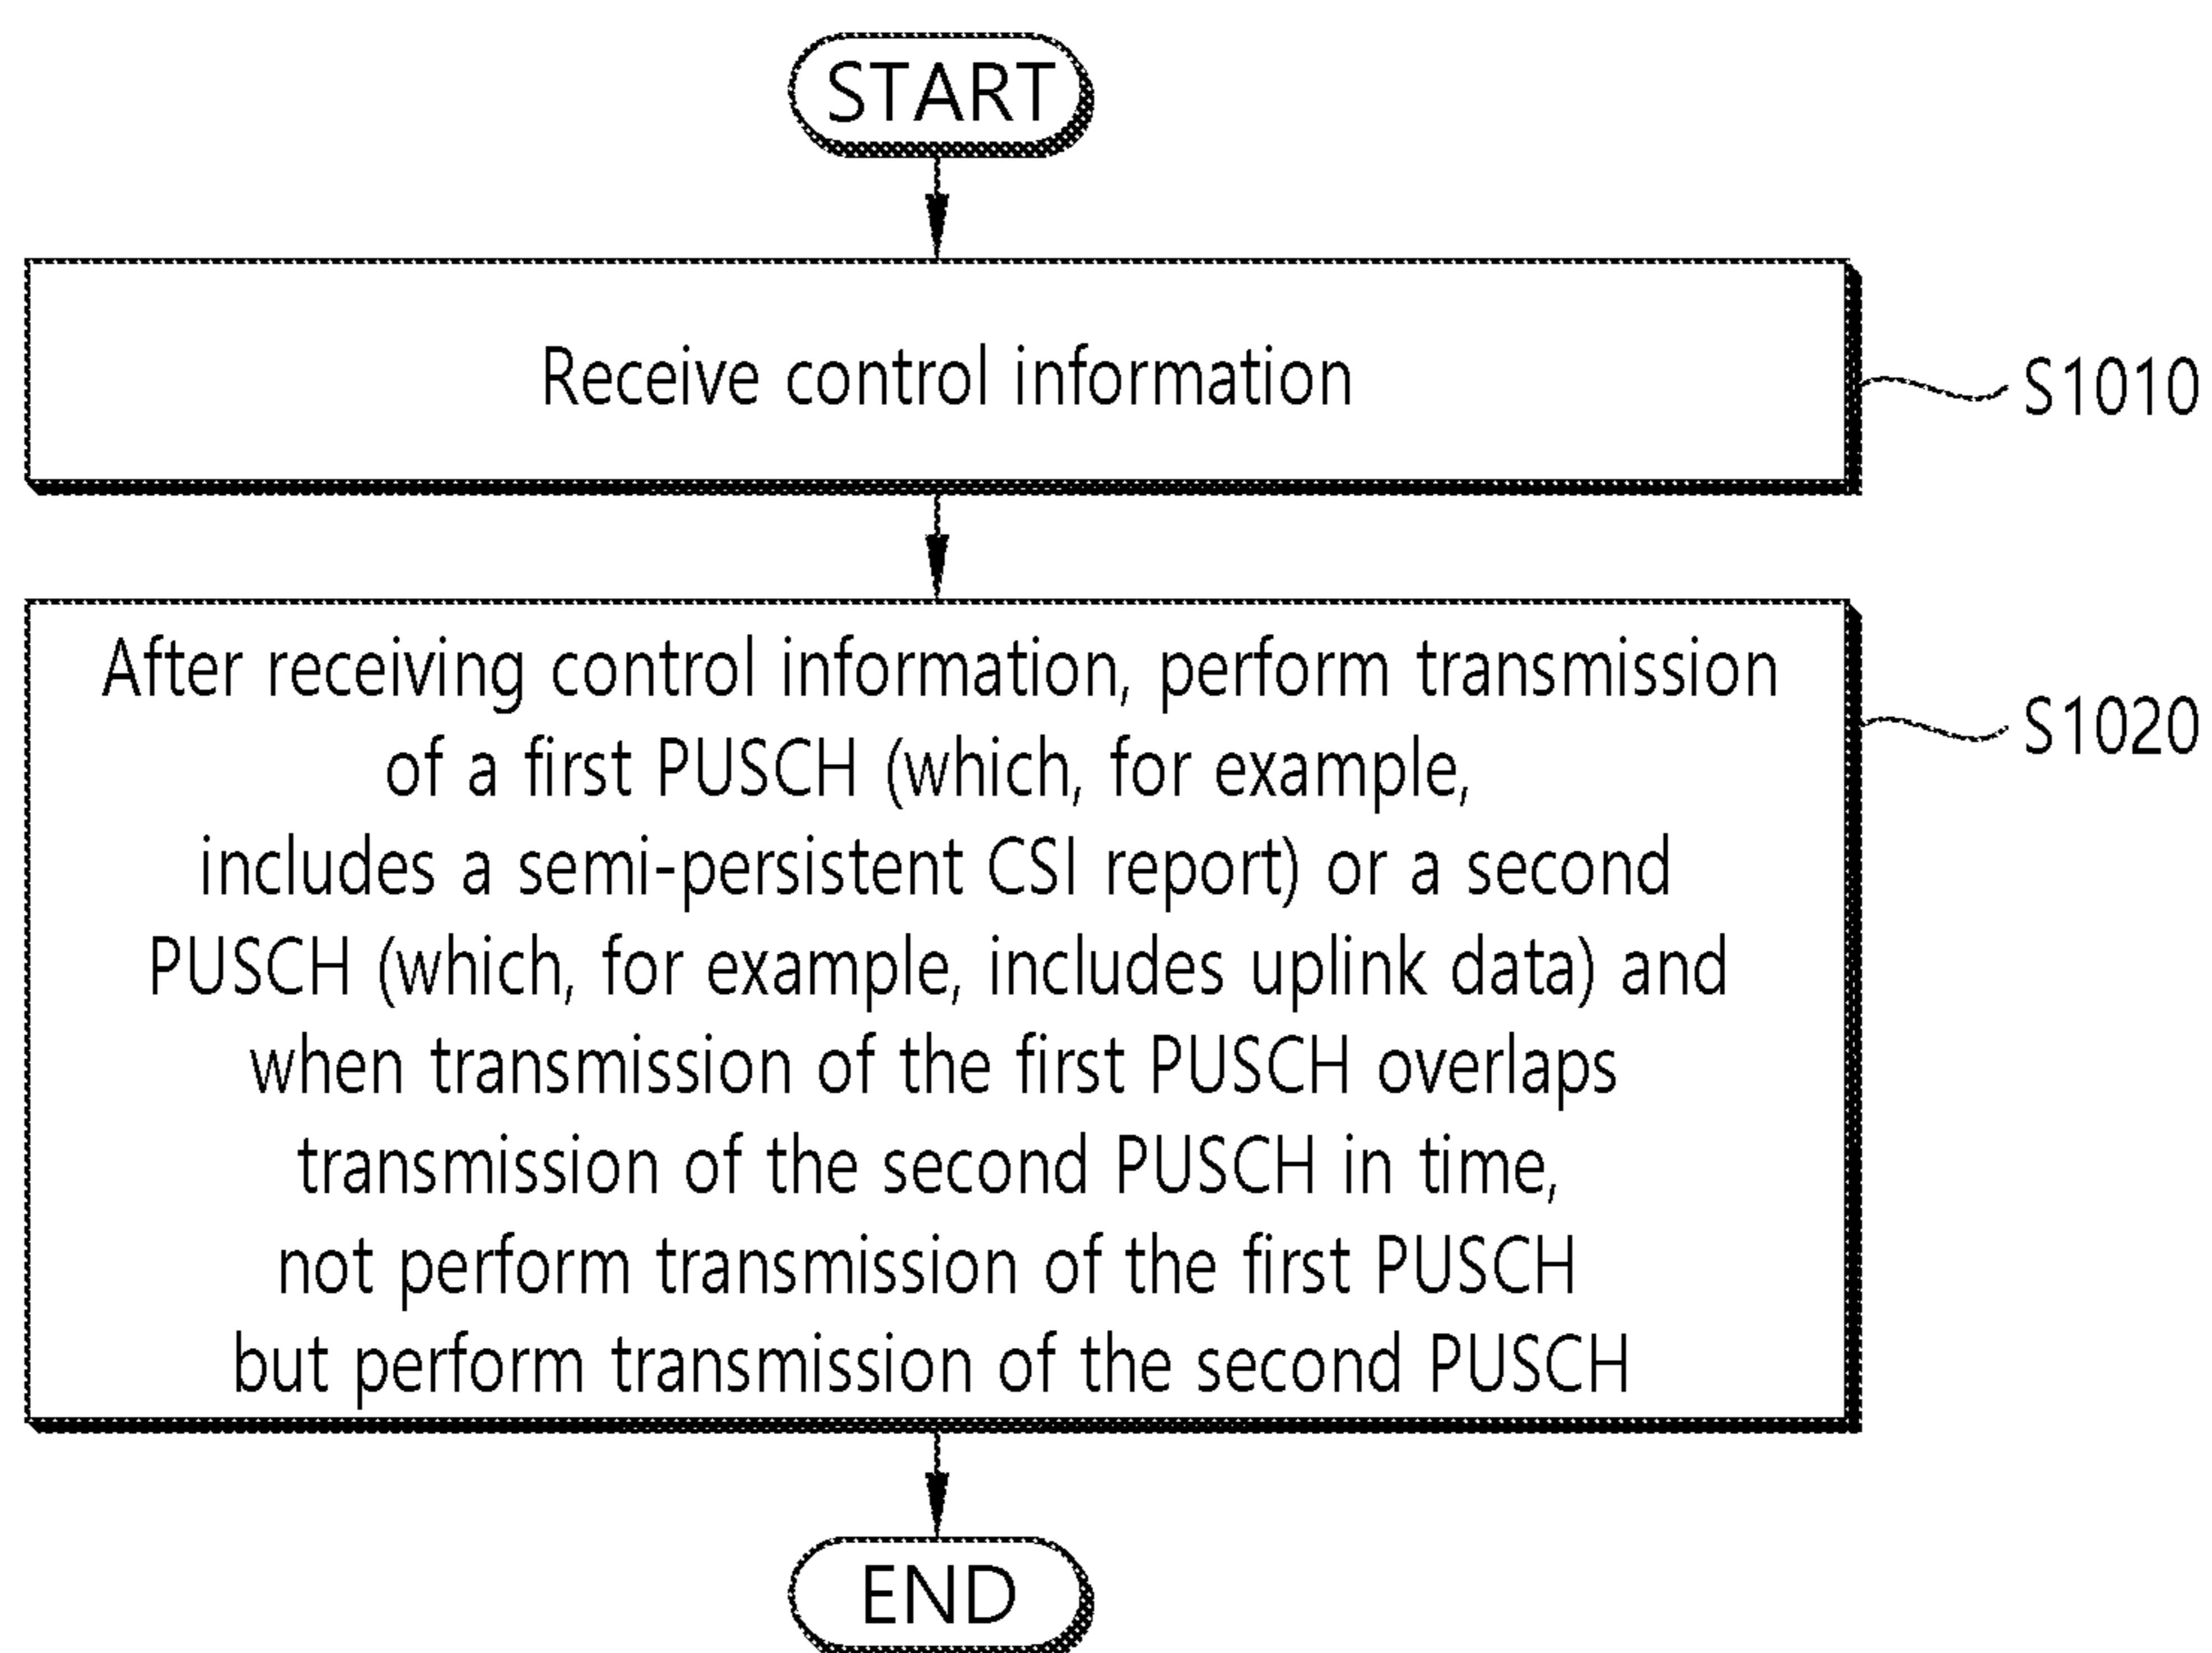 START
Receive control information
S1010
After receiving control information, perform transmission
of a first PUSCH (which, for example,
includes a semi-persistent CSI report) or a second
PUSCH (which, for example, includes uplink data) and
when transmission of the first PUSCH overlaps
transmission of the second PUSCH in time,
not perform transmission of the first PUSCH
but perform transmission of the second PUSCH
S1020
END